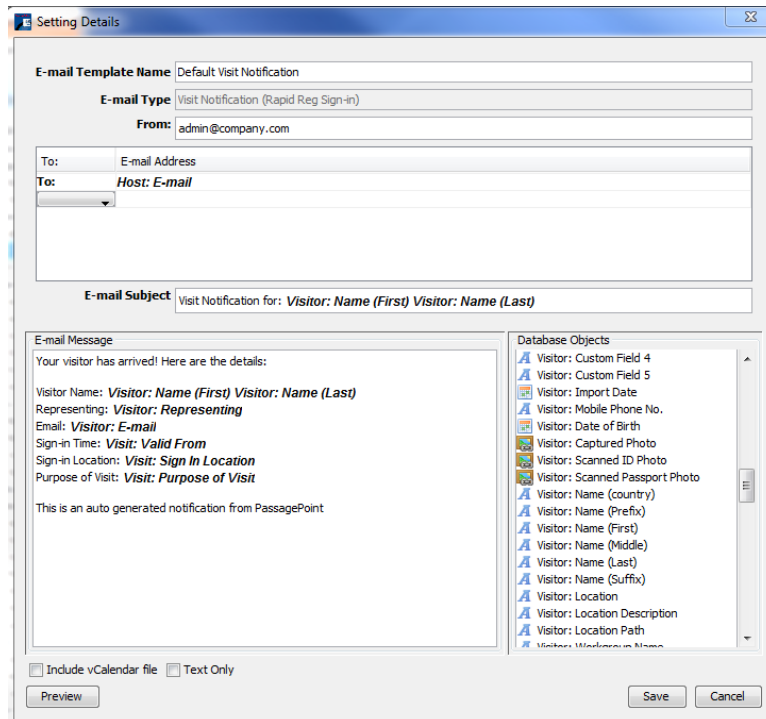 Setting Details
E-mail Template Name Default Visit Notification
E-mail Type Visit Notification (Rapid Reg Sign-in)
From: admin@company.com
To: E-mail Address
To: Host: E-mail
E-mail Subject Visit Notification for: Visitor: Name (First) Visitor: Name (Last)
E-mail Message
Your visitor has arrived! Here are the details:
Visitor Name: Visitor: Name (First) Visitor: Name (Last)
Representing: Visitor: Representing
Email: Visitor: E-mail
Sign-in Time: Visit: Valid From
Sign-in Location: Visit: Sign In Location
Purpose of Visit: Visit: Purpose of Visit
This is an auto generated notification from PassagePoint
Database Objects
Visitor: Custom Field 4
Visitor: Custom Field 5
Visitor: Import Date
Visitor: Mobile Phone No.
Visitor: Date of Birth
Visitor: Captured Photo
Visitor: Scanned ID Photo
Visitor: Scanned Passport Photo
Visitor: Name (country)
Visitor: Name (Prefix)
Visitor: Name (First)
Visitor: Name (Middle)
Visitor: Name (Last)
Visitor: Name (Suffix)
Visitor: Location
Visitor: Location Description
Visitor: Location Path
Visitor: Workgroup Name
Include vCalendar file Text Only
Preview Save Cancel